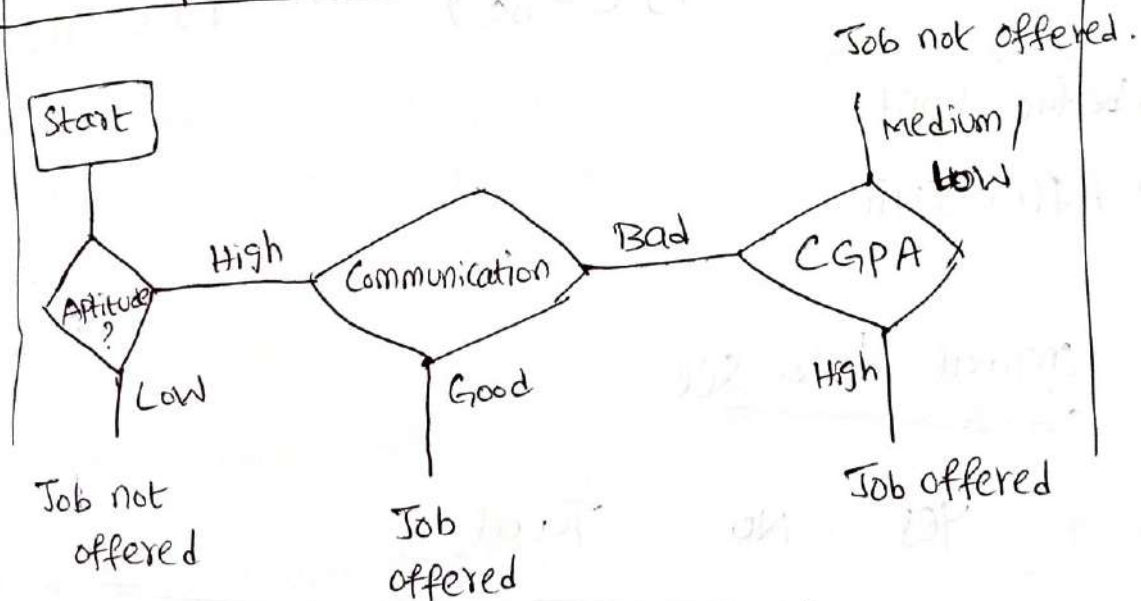 Job not offered.
Start
Medium /
Low
High
Bad
Aptitude
?
Communication
CGPA
Low
Good
High
Job not
offered
Job
offered
Job offered